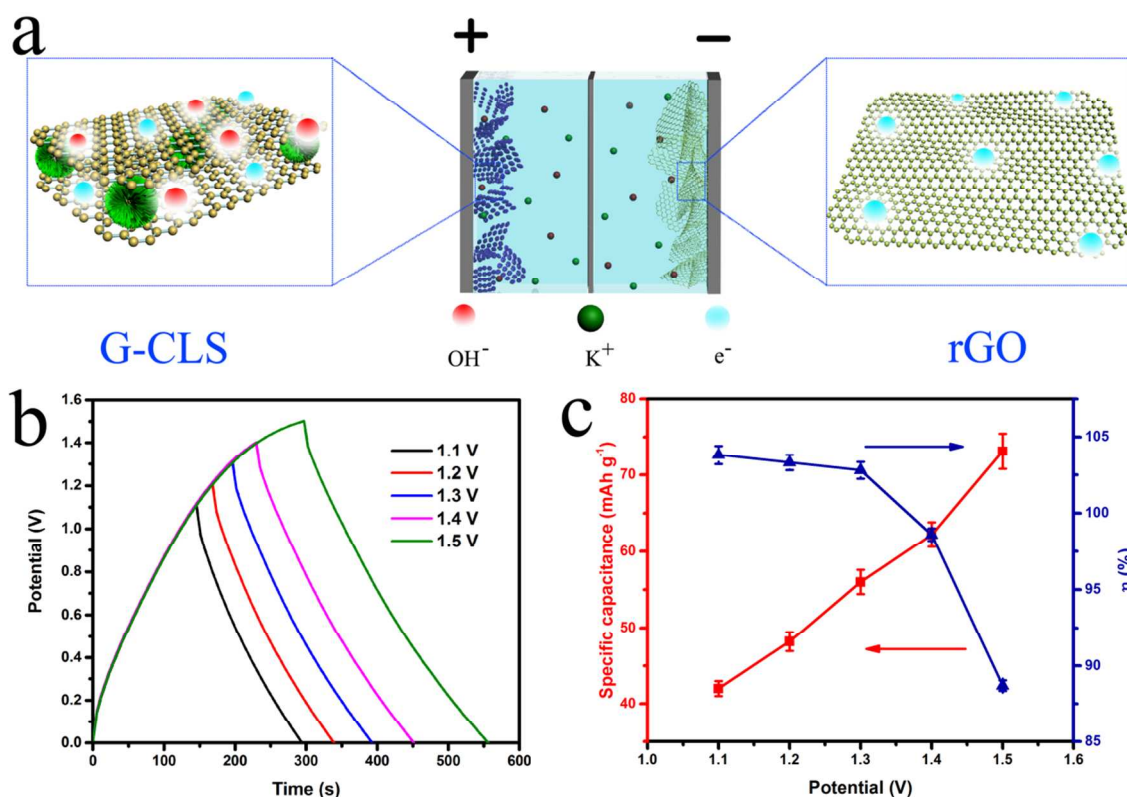 a
+ −
G-CLS
OH⁻ K⁺ e⁻
rGO
b
Potential (V)
1.6
1.4
1.2
1.0
0.8
0.6
0.4
0.2
0.0
1.1 V
1.2 V
1.3 V
1.4 V
1.5 V
0 100 200 300 400 500 600
Time (s)
c
Specific capacitance (mAh g⁻¹)
80
70
60
50
40
105
100
95
90
85
η (%)
1.0 1.1 1.2 1.3 1.4 1.5 1.6
Potential (V)